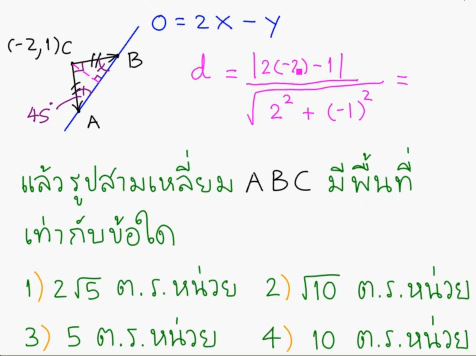 0 = 2x - y
(-2,1) C
B
d = |2(-2) - 1| / √(2² + (-1)²) =
45°
A
แล้วรูปสามเหลี่ยม ABC มีพื้นที่
เท่ากับข้อใด
1) 2√5 ต.ร.หน่วย 2) √10 ต.ร.หน่วย
3) 5 ต.ร.หน่วย 4) 10 ต.ร.หน่วย